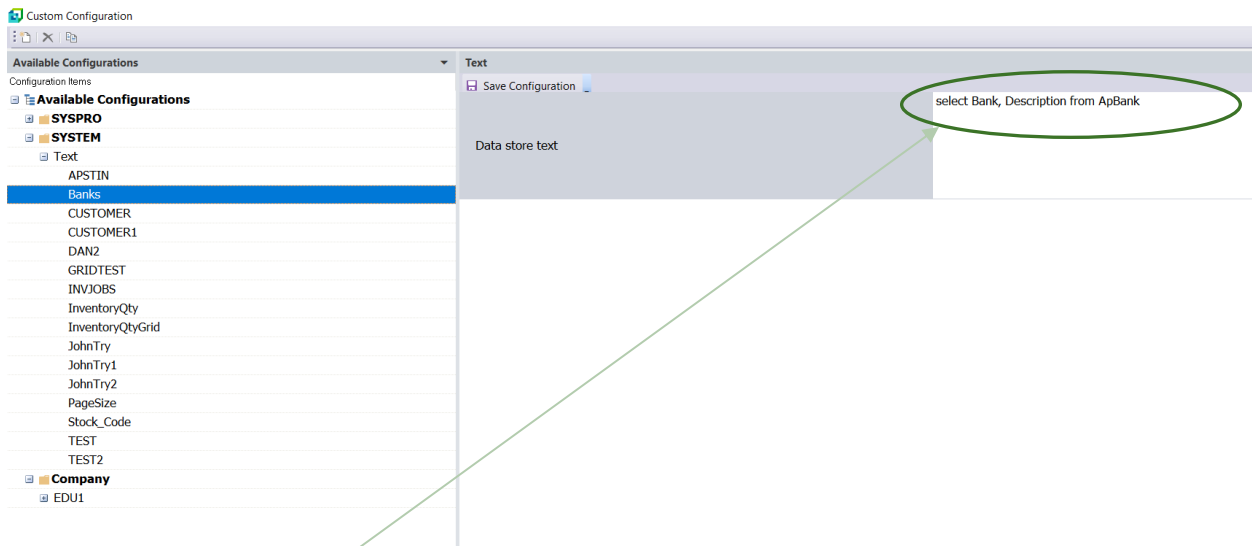 Custom Configuration
Available Configurations
Text
Configuration Items
Save Configuration
Available Configurations
select Bank, Description from ApBank
SYSPRO
SYSTEM
Data store text
Text
APSTIN
Banks
CUSTOMER
CUSTOMER1
DAN2
GRIDTEST
INVJOBS
InventoryQty
InventoryQtyGrid
JohnTry
JohnTry1
JohnTry2
PageSize
Stock_Code
TEST
TEST2
Company
EDU1